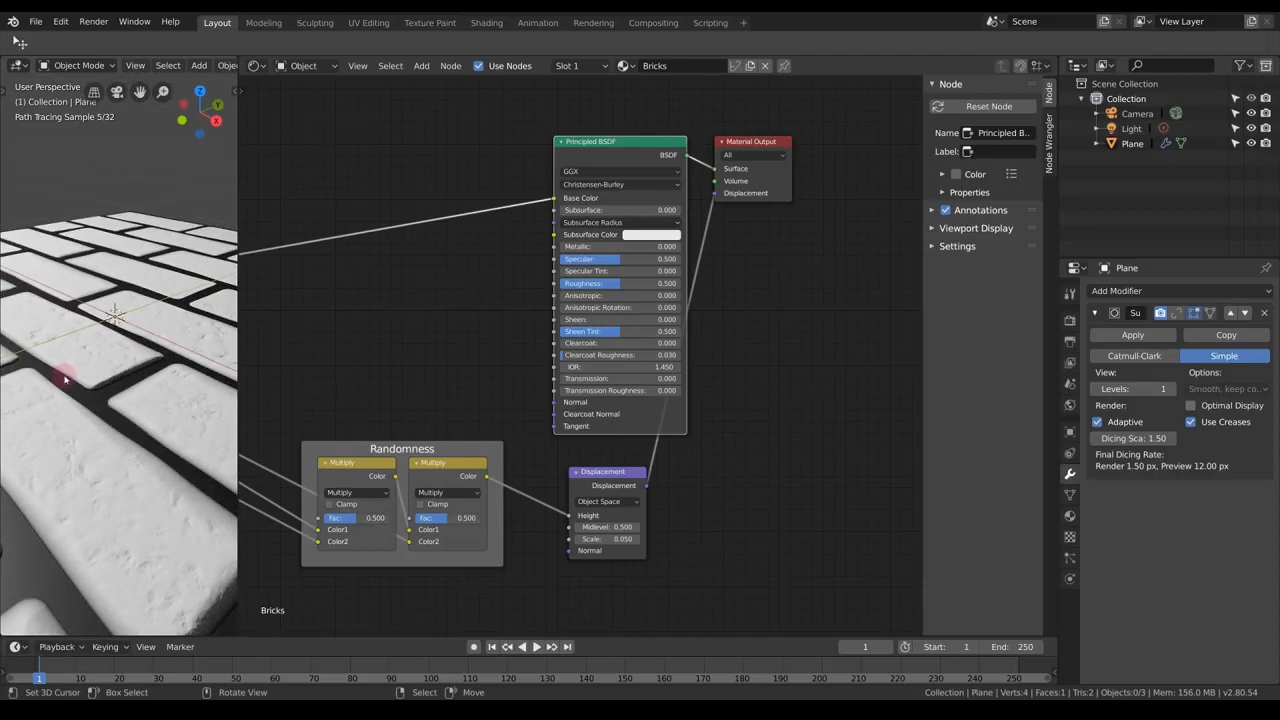 File Edit Render Window Help Layout Modeling Sculpting UV Editing Texture Paint Shading Animation Rendering Compositing Scripting + Scene View Layer
Object Mode View Select Add Objec Object View Select Add Node Use Nodes Slot 1 Bricks
User Perspective
(1) Collection | Plane
Path Tracing Sample 5/32
Z
Y
X
Principled BSDF
BSDF
GGX
Christensen-Burley
Base Color
Subsurface: 0.000
Subsurface Radius
Subsurface Color
Metallic: 0.000
Specular: 0.500
Specular Tint: 0.000
Roughness: 0.500
Anisotropic: 0.000
Anisotropic Rotation: 0.000
Sheen: 0.000
Sheen Tint: 0.500
Clearcoat: 0.000
Clearcoat Roughness: 0.030
IOR: 1.450
Transmission: 0.000
Transmission Roughness: 0.000
Normal
Clearcoat Normal
Tangent
Material Output
All
Surface
Volume
Displacement
Randomness
Multiply
Color
Multiply
Clamp
Fac: 0.500
Color1
Color2
Multiply
Color
Multiply
Clamp
Fac: 0.500
Color1
Color2
Displacement
Displacement
Object Space
Height
Midlevel: 0.500
Scale: 0.050
Normal
Bricks
Node
Reset Node
Name: Principled B..
Label:
Color
Properties
Annotations
Viewport Display
Settings
Node
Node Wrangler
Scene Collection
Collection
Camera
Light
Plane
Plane
Add Modifier
Su
Apply Copy
Catmull-Clark Simple
View: Options:
Levels: 1 Smooth, keep co..
Render: Optimal Display
Adaptive Use Creases
Dicing Sca: 1.50
Final Dicing Rate:
Render 1.50 px, Preview 12.00 px
Playback Keying View Marker 1 Start: 1 End: 250
1 10 20 30 40 50 60 70 80 90 100 110 120 130 140 150 160 170 180 190 200 210 220 230 240 250
Set 3D Cursor Box Select Rotate View Select Move Collection | Plane | Verts:4 | Faces:1 | Tris:2 | Objects:0/3 | Mem: 156.0 MB | v2.80.54